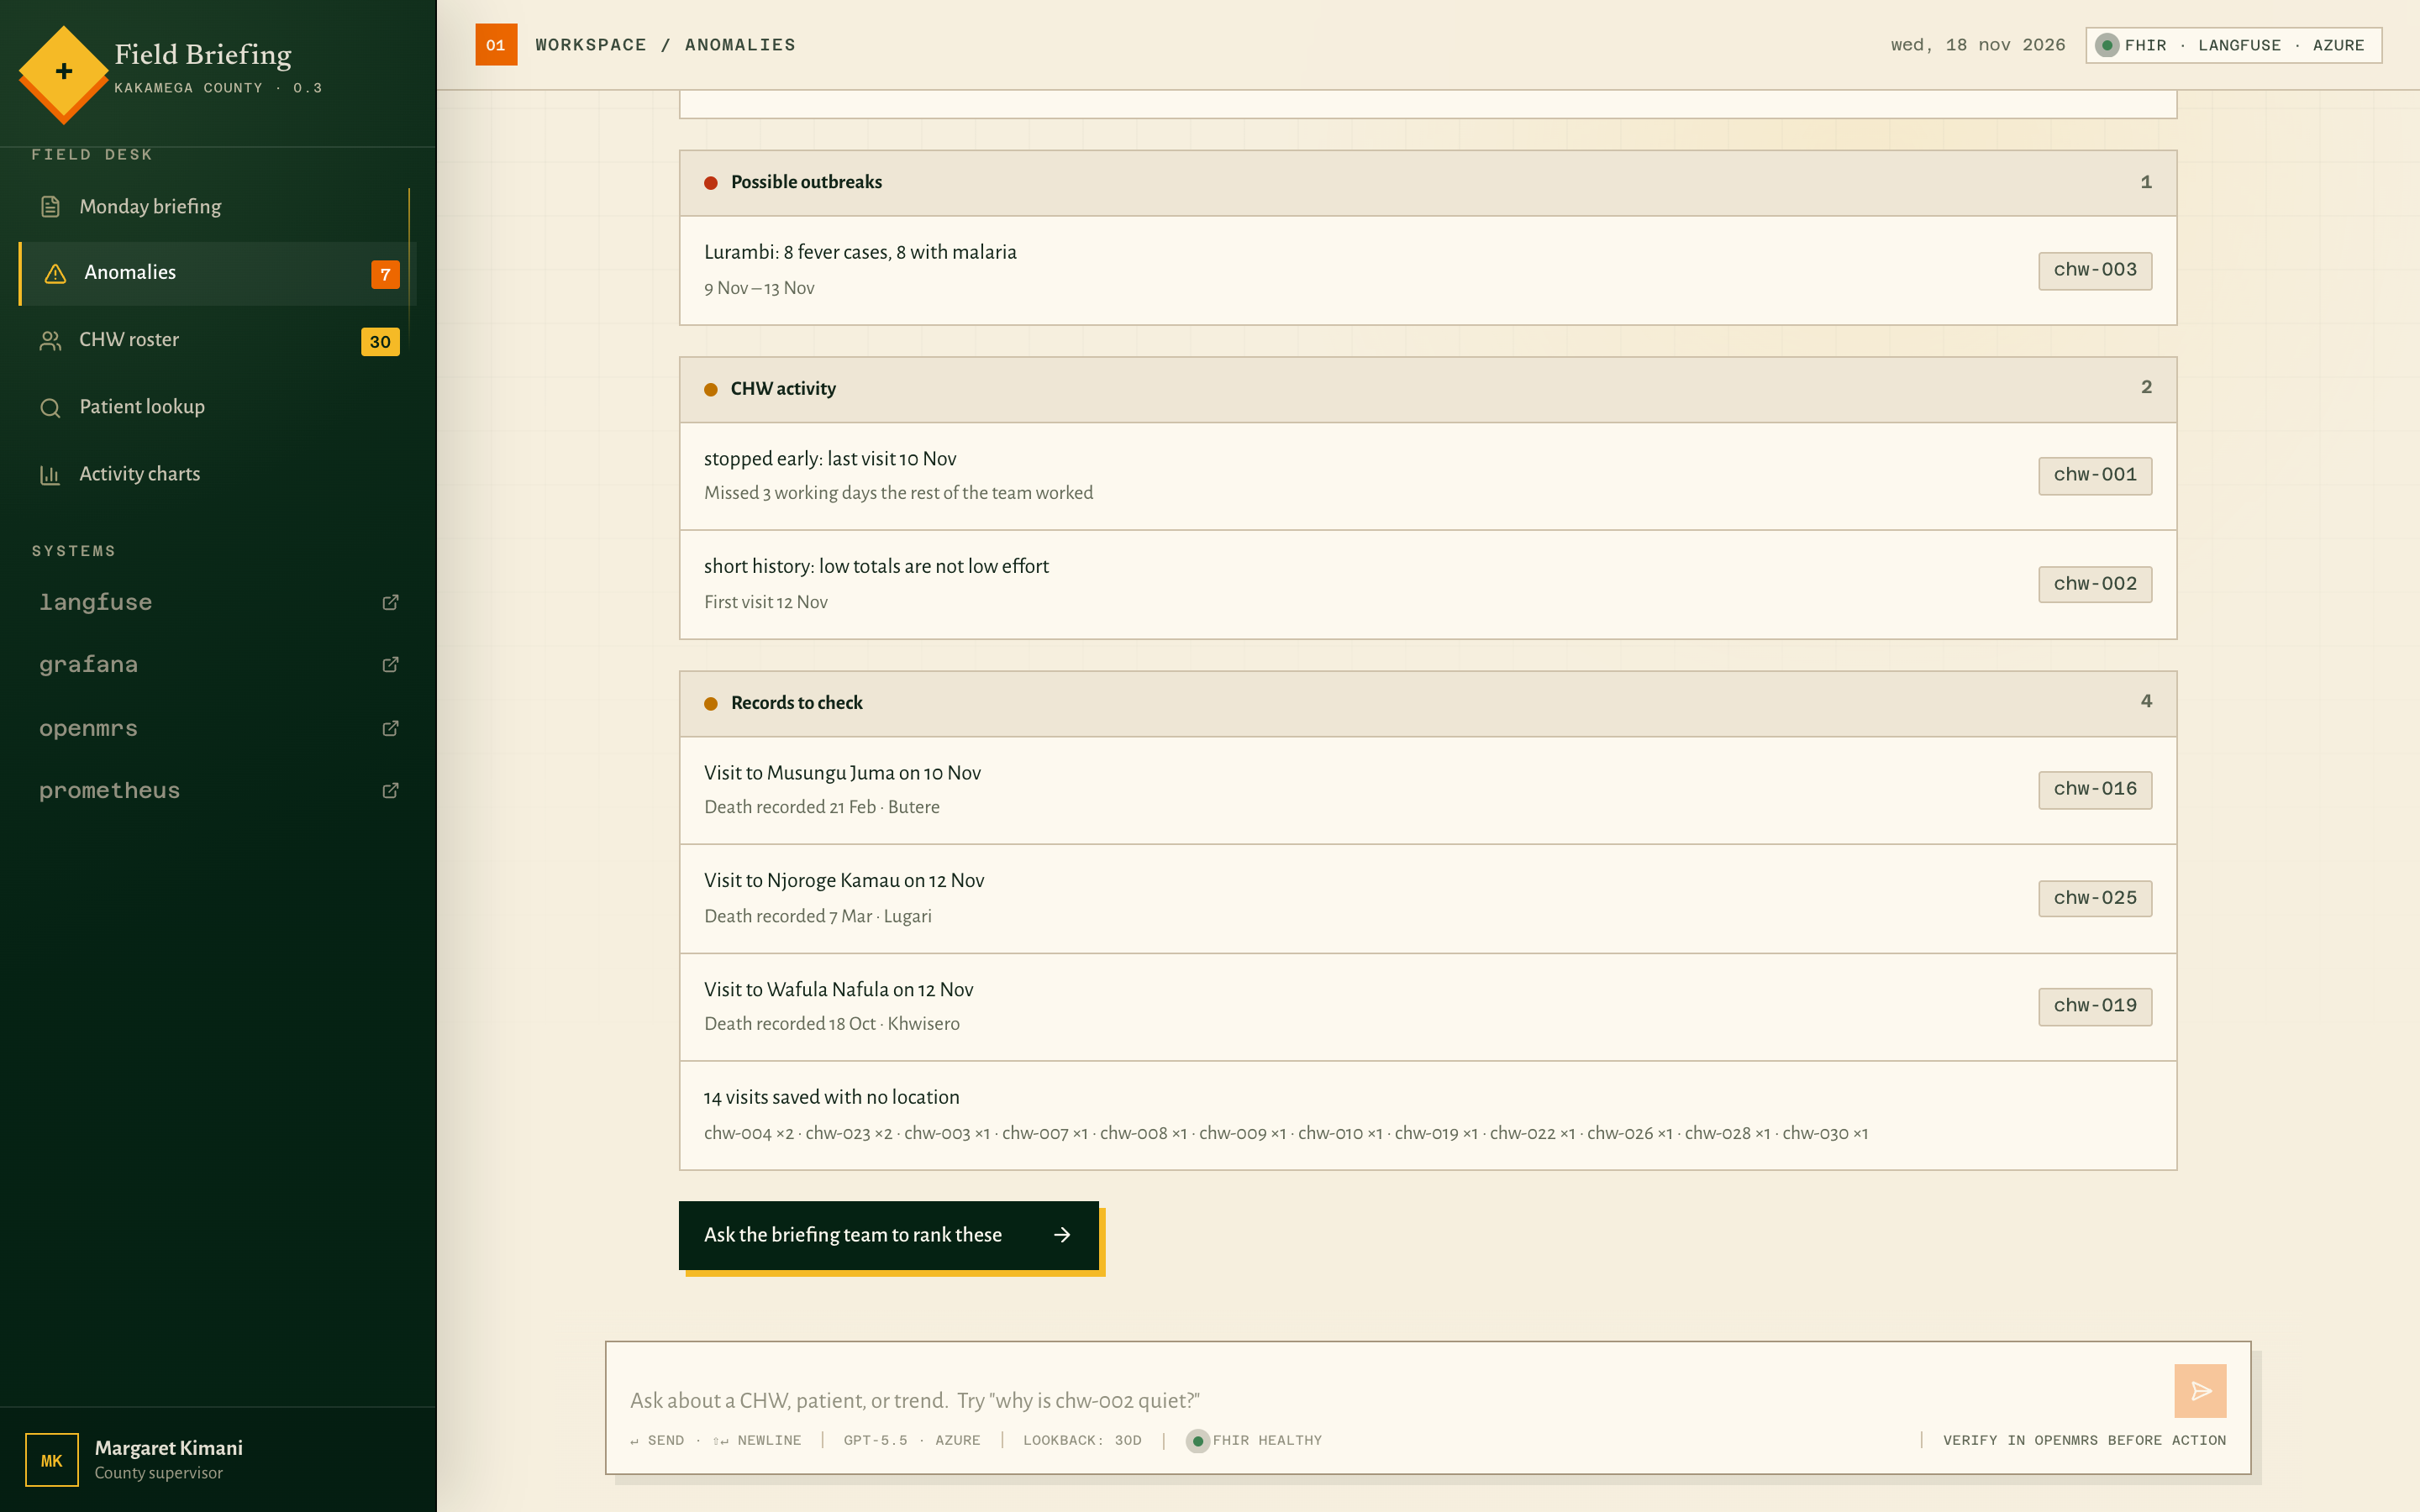 Field Briefing
KAKAMEGA COUNTY · 0.3
FIELD DESK
Monday briefing
Anomalies 7
CHW roster 30
Patient lookup
Activity charts
SYSTEMS
langfuse
grafana
openmrs
prometheus
MK
Margaret Kimani
County supervisor
01 WORKSPACE / ANOMALIES
wed, 18 nov 2026
FHIR · LANGFUSE · AZURE
Possible outbreaks 1
Lurambi: 8 fever cases, 8 with malaria
9 Nov – 13 Nov
chw-003
CHW activity 2
stopped early: last visit 10 Nov
Missed 3 working days the rest of the team worked
chw-001
short history: low totals are not low effort
First visit 12 Nov
chw-002
Records to check 4
Visit to Musungu Juma on 10 Nov
Death recorded 21 Feb · Butere
chw-016
Visit to Njoroge Kamau on 12 Nov
Death recorded 7 Mar · Lugari
chw-025
Visit to Wafula Nafula on 12 Nov
Death recorded 18 Oct · Khwisero
chw-019
14 visits saved with no location
chw-004 ×2 · chw-023 ×2 · chw-003 ×1 · chw-007 ×1 · chw-008 ×1 · chw-009 ×1 · chw-010 ×1 · chw-019 ×1 · chw-022 ×1 · chw-026 ×1 · chw-028 ×1 · chw-030 ×1
Ask the briefing team to rank these →
Ask about a CHW, patient, or trend. Try "why is chw-002 quiet?"
↵ SEND · ⇧↵ NEWLINE | GPT-5.5 · AZURE | LOOKBACK: 30D | FHIR HEALTHY | VERIFY IN OPENMRS BEFORE ACTION